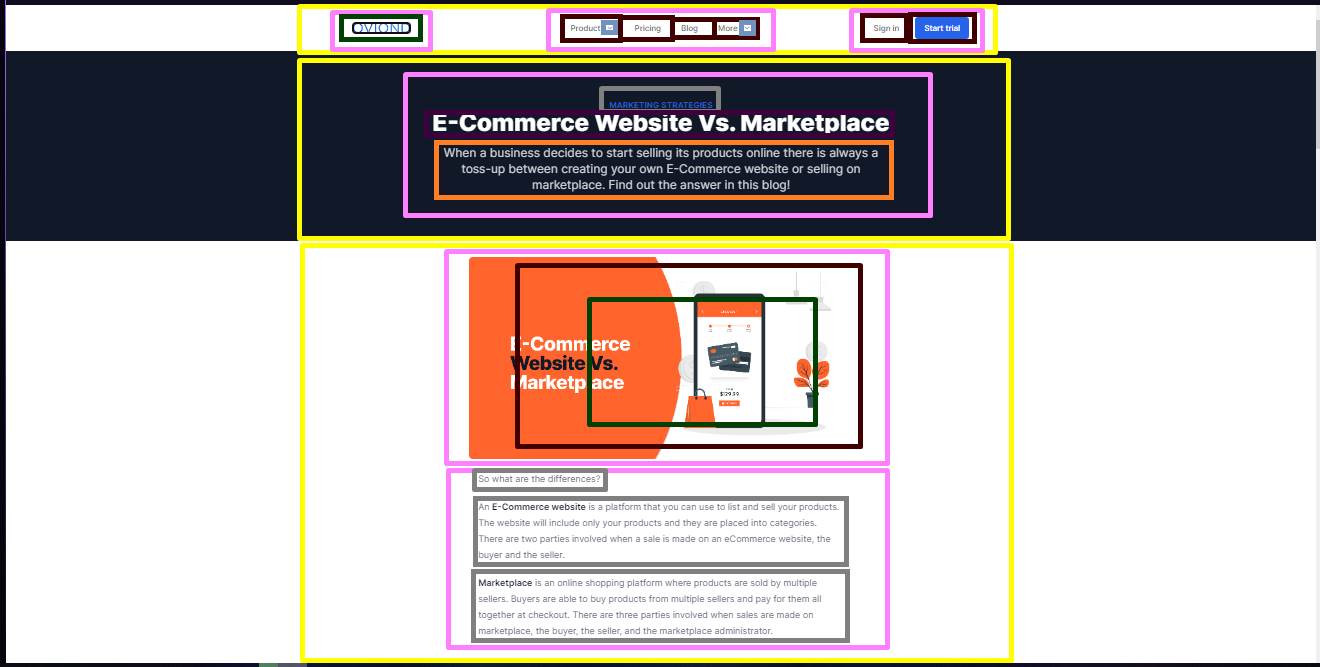 OVIOND
Product Pricing Blog More Sign in Start trial
MARKETING STRATEGIES
E-Commerce Website Vs. Marketplace
When a business decides to start selling its products online there is always a
toss-up between creating your own E-Commerce website or selling on
marketplace. Find out the answer in this blog!
E-Commerce
Website Vs.
Marketplace
$129.99
So what are the differences?
An E-Commerce website is a platform that you can use to list and sell your products.
The website will include only your products and they are placed into categories.
There are two parties involved when a sale is made on an eCommerce website, the
buyer and the seller.
Marketplace is an online shopping platform where products are sold by multiple
sellers. Buyers are able to buy products from multiple sellers and pay for them all
together at checkout. There are three parties involved when sales are made on
marketplace, the buyer, the seller, and the marketplace administrator.